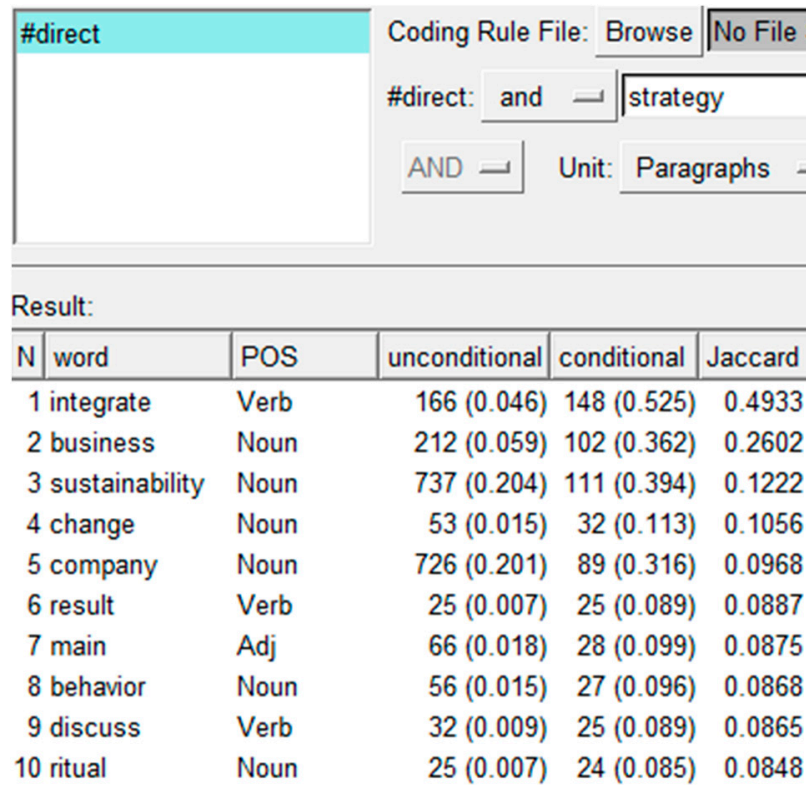 #direct
Coding Rule File: Browse No File
#direct: and strategy
AND Unit: Paragraphs
Result:
N word POS unconditional conditional Jaccard
1 integrate Verb 166 (0.046) 148 (0.525) 0.4933
2 business Noun 212 (0.059) 102 (0.362) 0.2602
3 sustainability Noun 737 (0.204) 111 (0.394) 0.1222
4 change Noun 53 (0.015) 32 (0.113) 0.1056
5 company Noun 726 (0.201) 89 (0.316) 0.0968
6 result Verb 25 (0.007) 25 (0.089) 0.0887
7 main Adj 66 (0.018) 28 (0.099) 0.0875
8 behavior Noun 56 (0.015) 27 (0.096) 0.0868
9 discuss Verb 32 (0.009) 25 (0.089) 0.0865
10 ritual Noun 25 (0.007) 24 (0.085) 0.0848